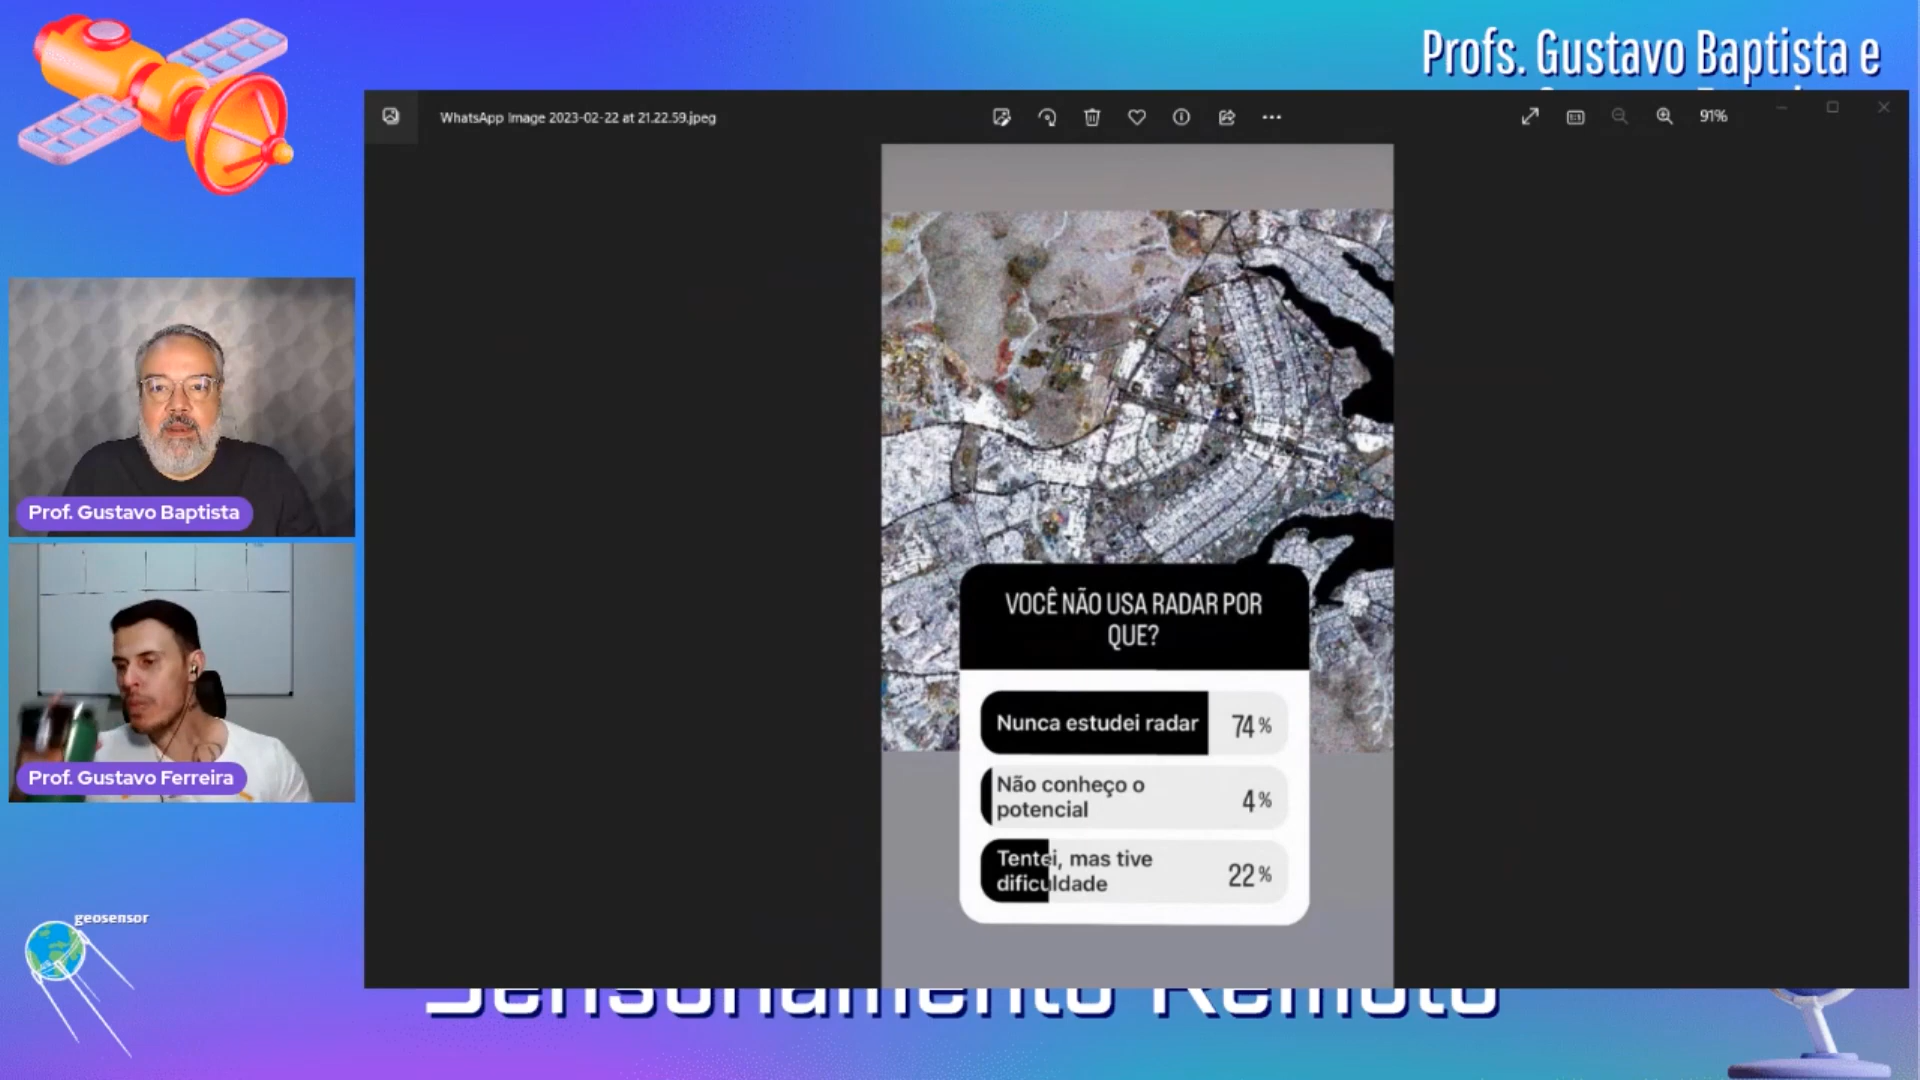 Profs. Gustavo Baptista e
WhatsApp Image 2023-02-22 at 21.22.59.jpeg
91%
Prof. Gustavo Baptista
Prof. Gustavo Ferreira
VOCÊ NÃO USA RADAR POR
QUE?
Nunca estudei radar 74%
Não conheço o
potencial 4%
Tentei, mas tive
dificuldade 22%
geosensor
Sensoriamento Remoto